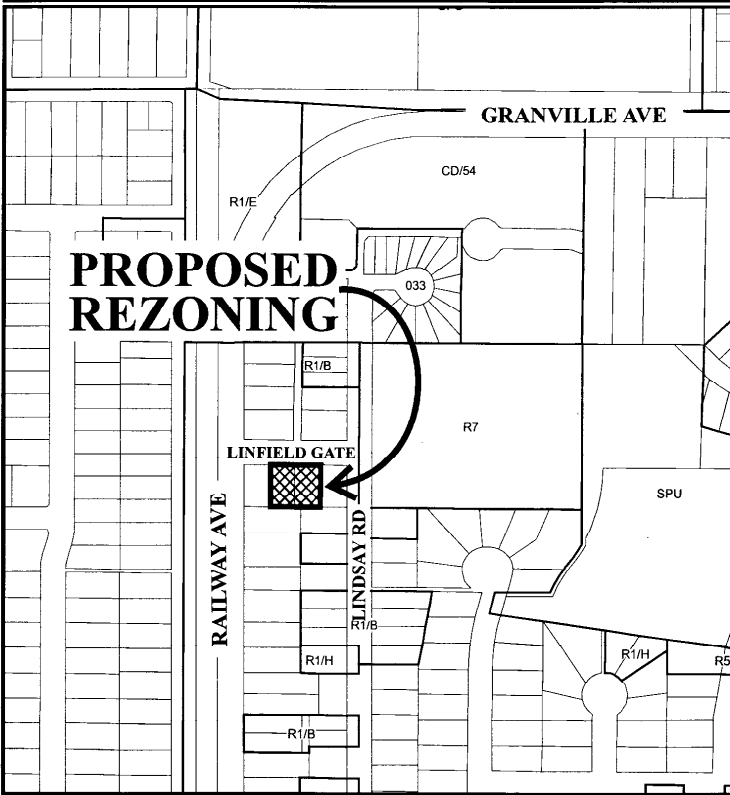 GRANVILLE AVE
CD/54
R1/E
PROPOSED
REZONING
033
R1/B
R7
LINFIELD GATE
SPU
RAILWAY AVE
LINDSAY RD
R1/B
R1/H
R1/H
R5
R1/B